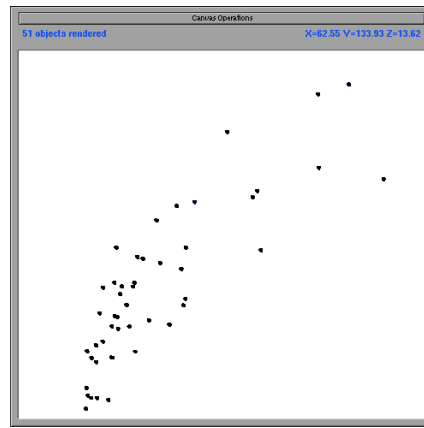 Canvas Operations
51 objects rendered X=62.55 Y=133.93 Z=13.62